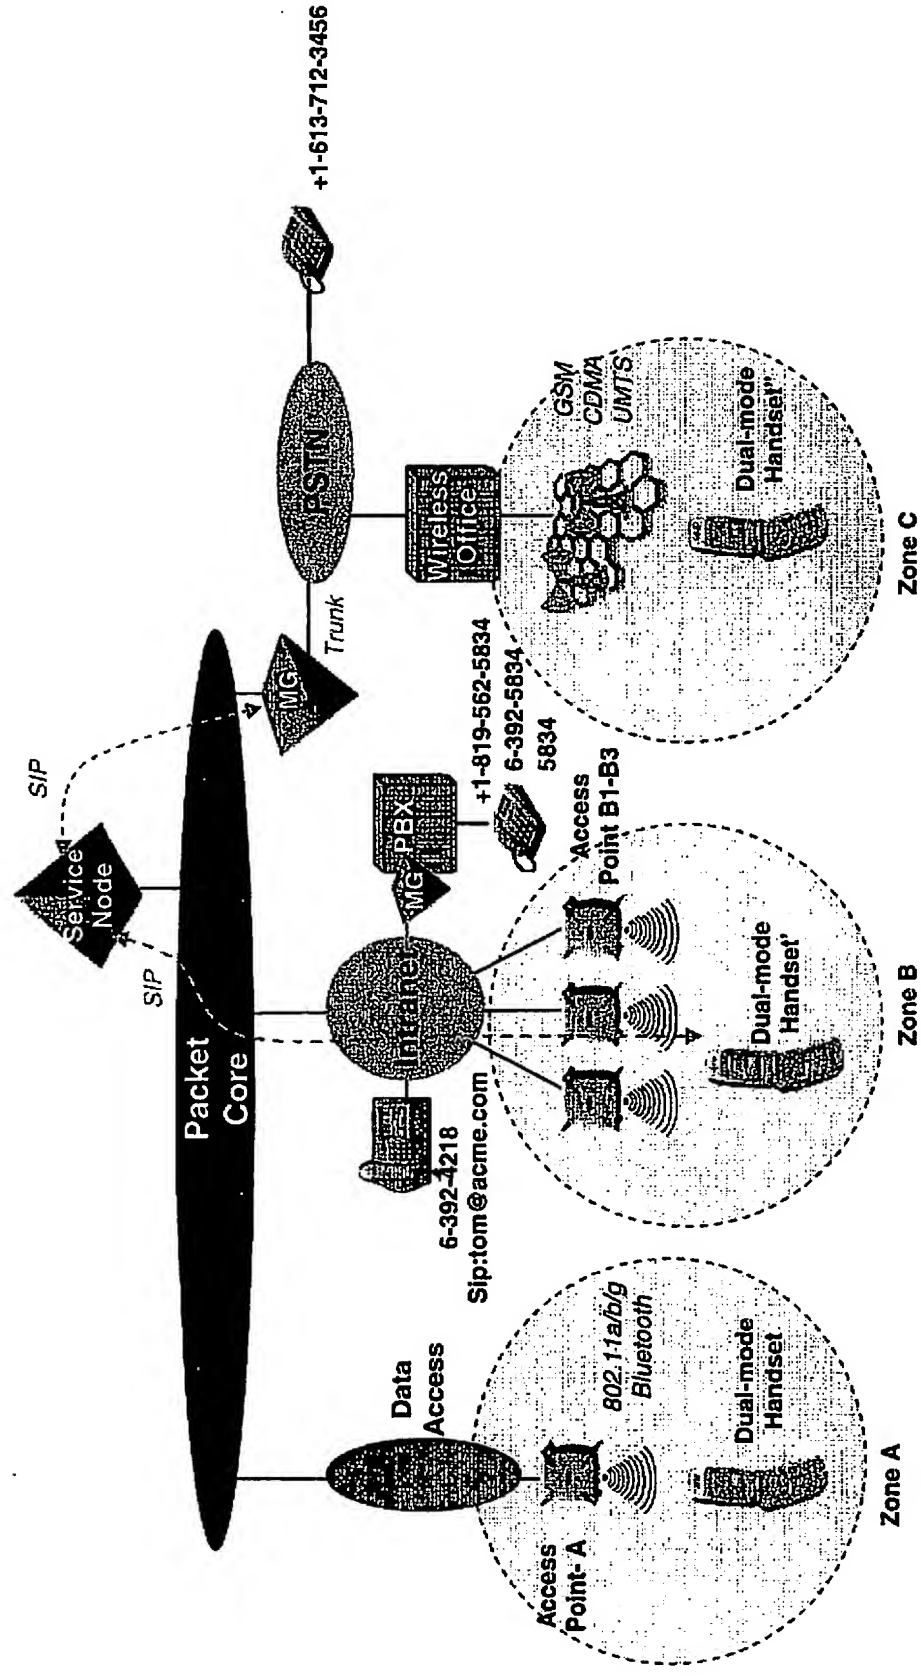 SIP
Service
Node
SIP
Packet
Core
MG
Trunk
PSTN
+1-613-712-3456
Data
Access
Intranet
MG
PBX
Wireless
Office
6-392-4218
Sip:tom@acme.com
+1-819-562-5834
6-392-5834
5834
Access
Point- A
802.11a/b/g
Bluetooth
Access
Point B1-B3
GSM
CDMA
UMTS
Dual-mode
Handset
Dual-mode
Handset'
Dual-mode
Handset"
Zone A
Zone B
Zone C